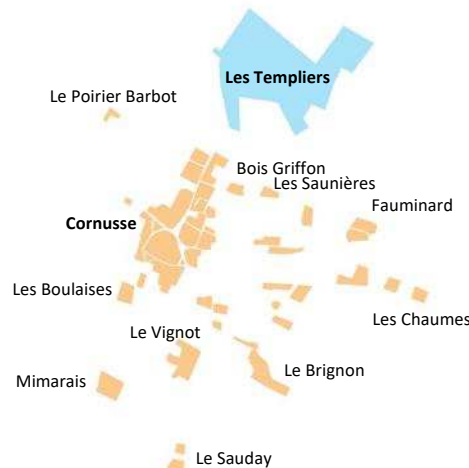 Les Templiers
Le Poirier Barbot
Bois Griffon
Les Saunières
Fauminard
Cornusse
Les Boulaises
Les Chaumes
Le Vignot
Le Brignon
Mimarais
Le Sauday